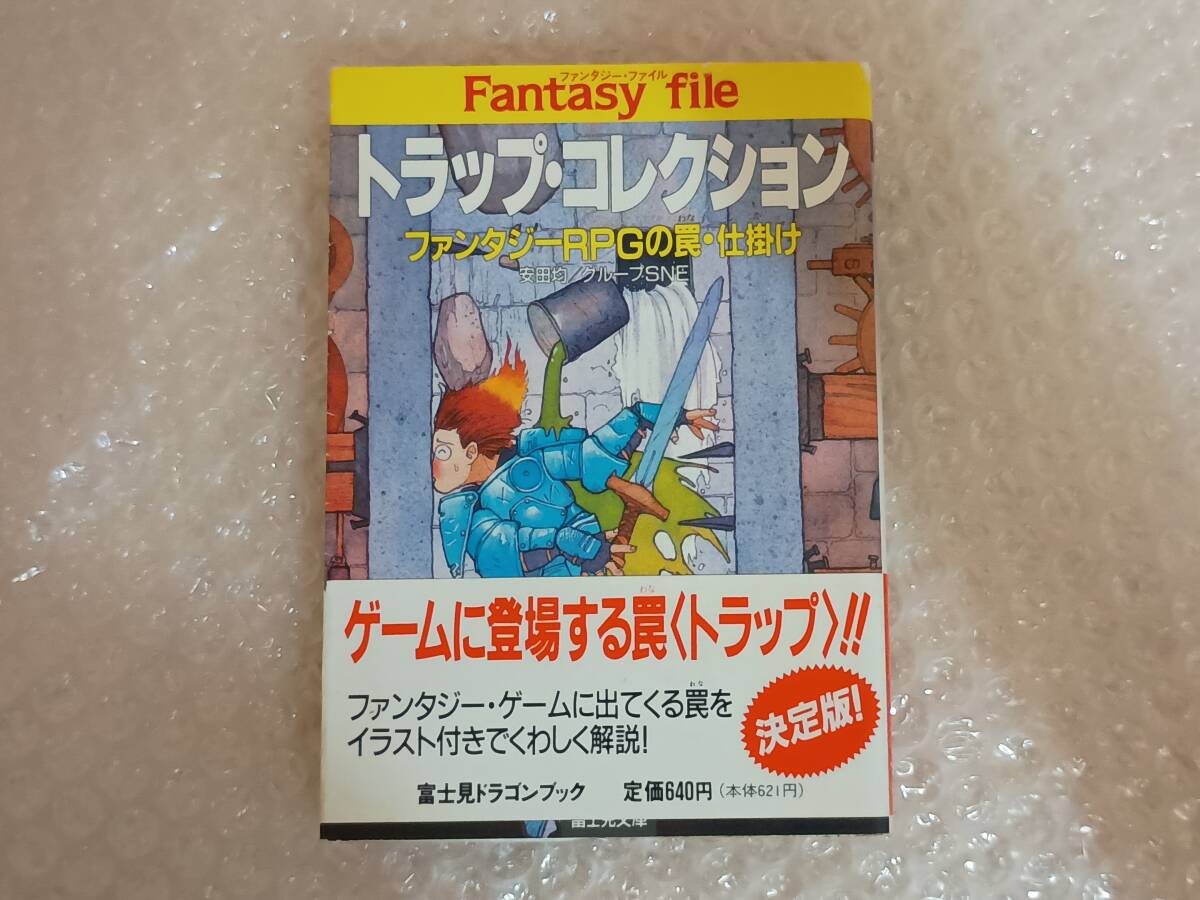 ファンタジー・ファイル
Fantasy file
トラップ・コレクション
わな
ファンタジーRPGの罠・仕掛け
安田均/グループSNE
わな
ゲームに登場する罠〈トラップ〉!!
わな
ファンタジー・ゲームに出てくる罠を
イラスト付きでくわしく解説!
決定版!
富士見ドラゴンブック 定価640円(本体621円)
富士見文庫